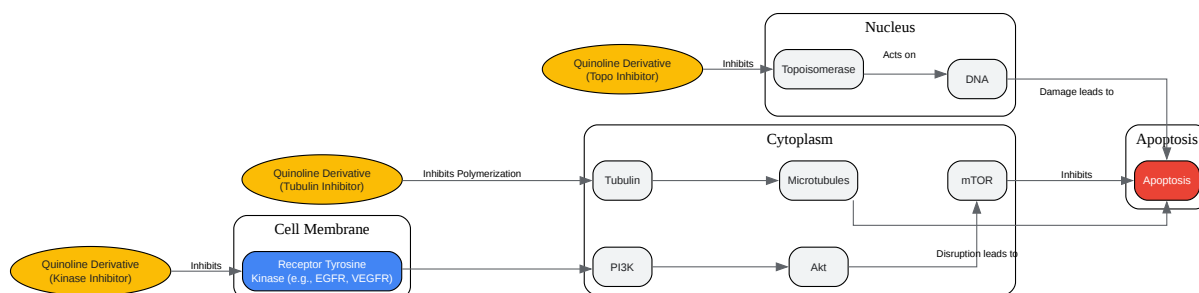 Nucleus
Quinoline Derivative
(Topo Inhibitor)
Inhibits
Topoisomerase
Acts on
DNA
Damage leads to
Cytoplasm
Apoptosis
Quinoline Derivative
(Tubulin Inhibitor)
Inhibits Polymerization
Tubulin
Microtubules
mTOR
Inhibits
Apoptosis
Cell Membrane
Quinoline Derivative
(Kinase Inhibitor)
Inhibits
Receptor Tyrosine
Kinase (e.g., EGFR, VEGFR)
PI3K
Akt
Disruption leads to